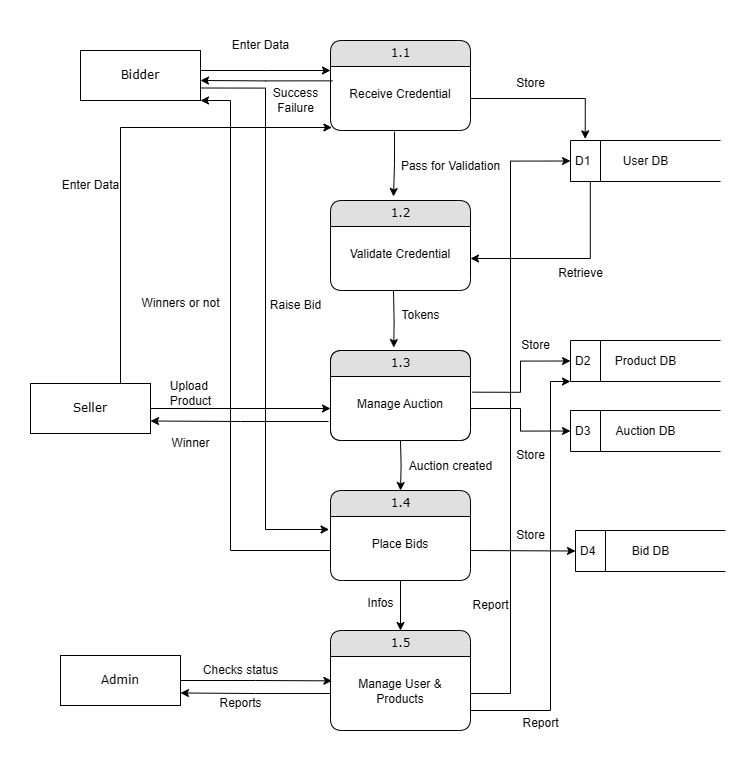 Enter Data
1.1
Bidder
Receive Credential
Success
Failure
Store
D1
User DB
Pass for Validation
Enter Data
1.2
Validate Credential
Retrieve
Winners or not
Raise Bid
Tokens
Store
1.3
D2
Product DB
Upload
Product
Seller
Manage Auction
Winner
D3
Auction DB
Store
Auction created
1.4
Place Bids
Store
D4
Bid DB
Infos
Report
1.5
Admin
Checks status
Reports
Manage User &
Products
Report